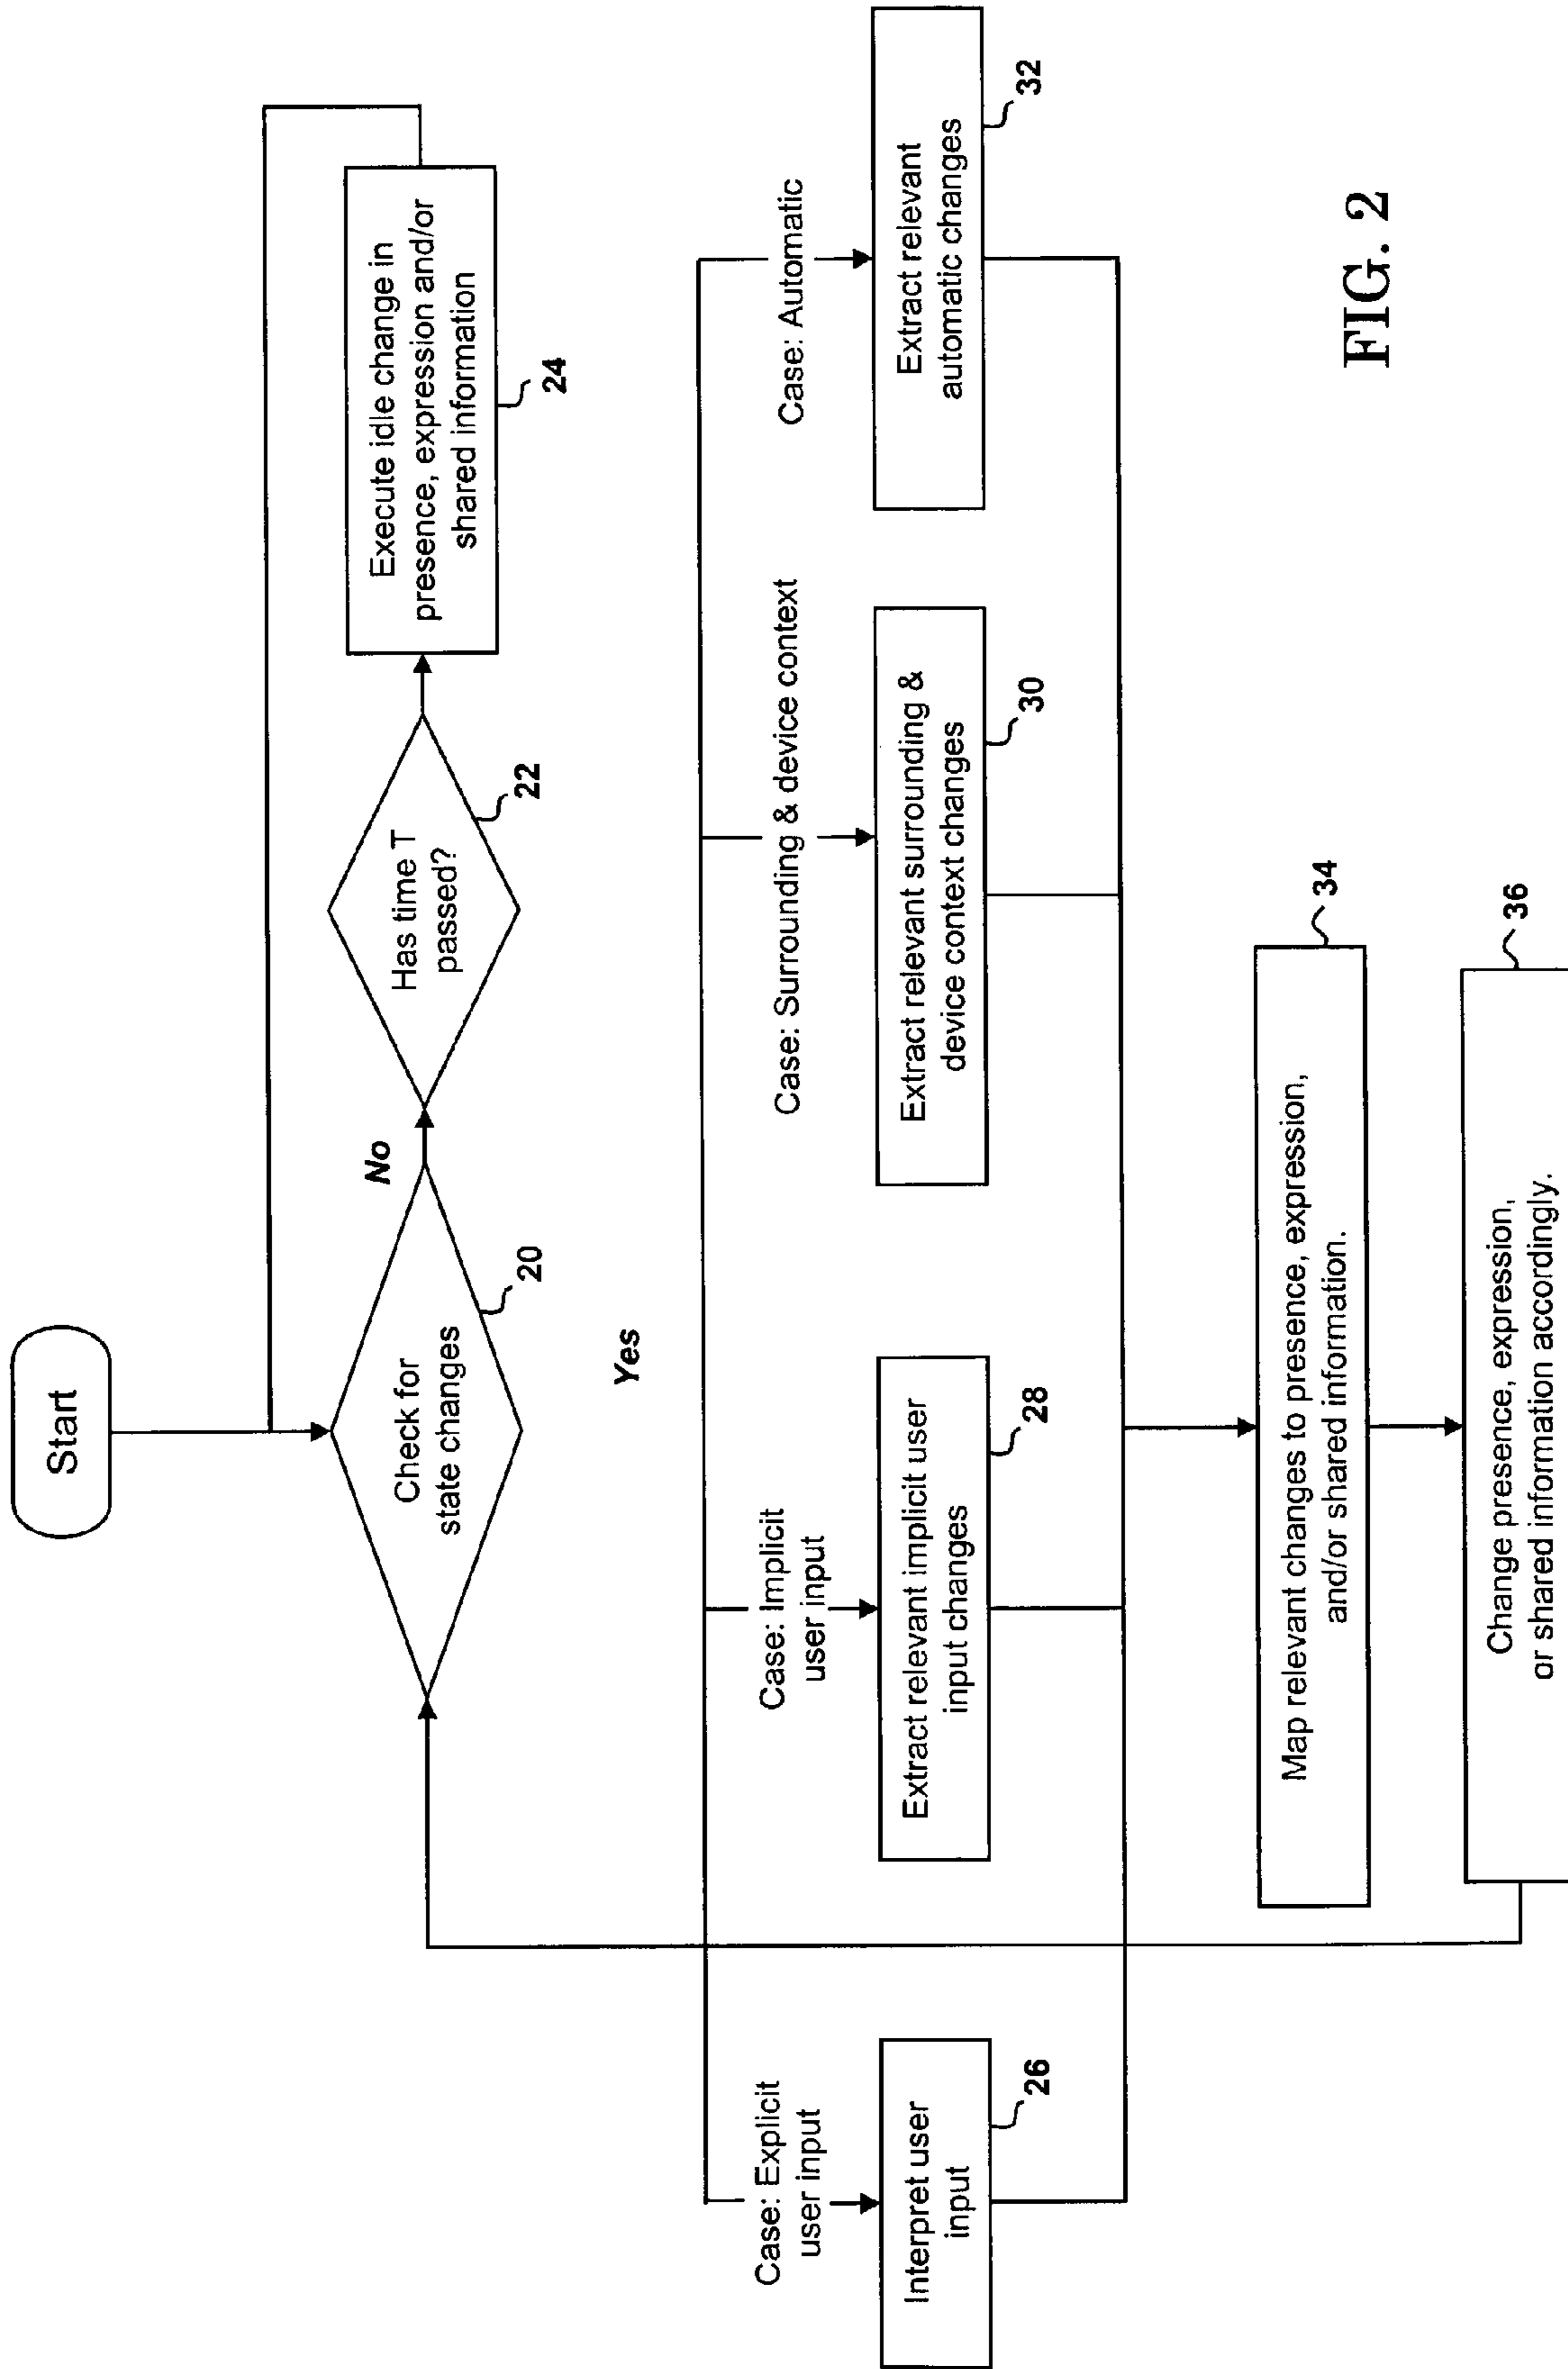 Start
Check for
state changes
20
No
Has time T
passed?
22
Execute idle change in
presence, expression and/or
shared information
24
Yes
Case: Explicit
user input
Interpret user
input
26
Case: Implicit
user input
Extract relevant implicit user
input changes
28
Case: Surrounding & device context
Extract relevant surrounding &
device context changes
30
Case: Automatic
Extract relevant
automatic changes
32
Map relevant changes to presence, expression,
and/or shared information.
34
Change presence, expression,
or shared information accordingly.
36
FIG. 2